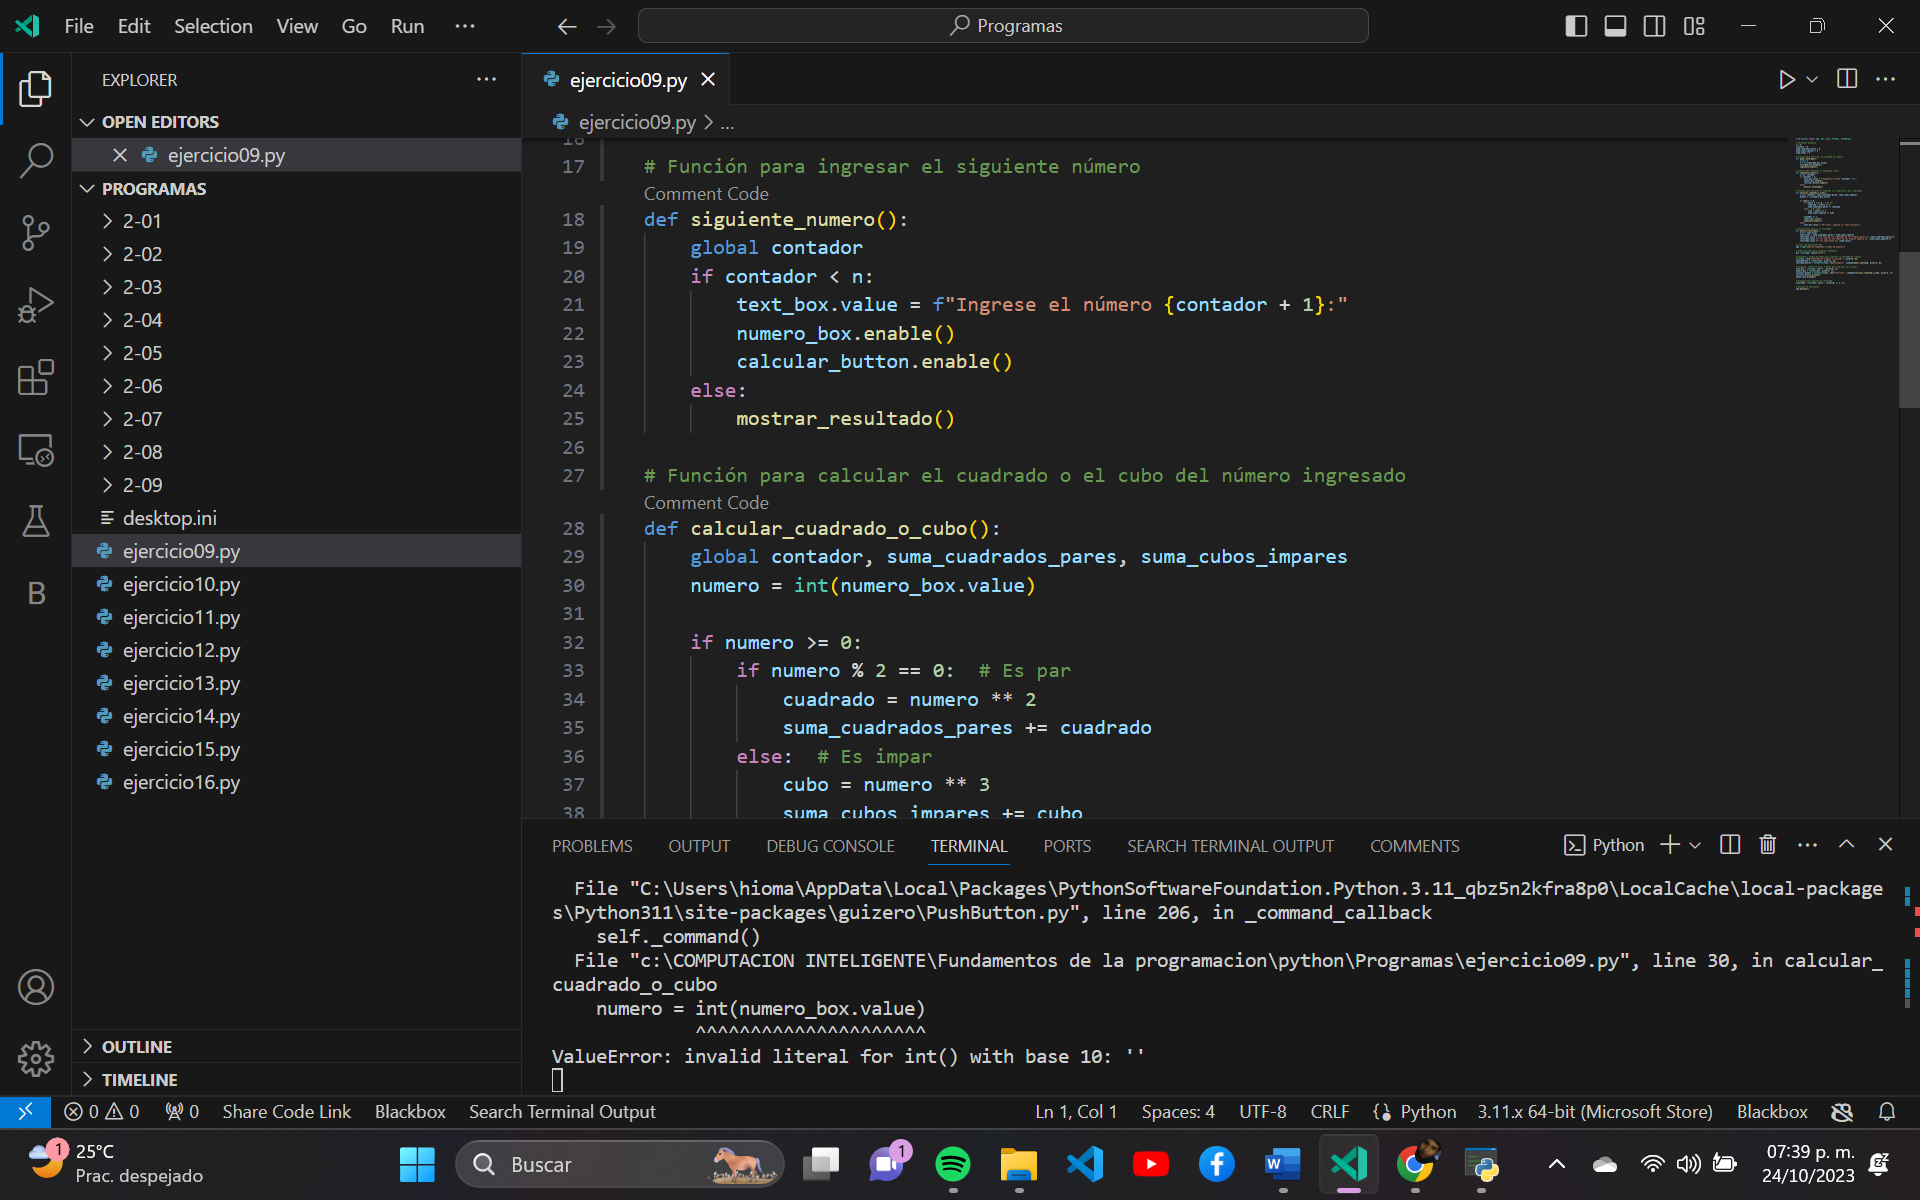 File Edit Selection View Go Run ... Programas
EXPLORER ...
OPEN EDITORS
ejercicio09.py
PROGRAMAS
2-01
2-02
2-03
2-04
2-05
2-06
2-07
2-08
2-09
desktop.ini
ejercicio09.py
ejercicio10.py
ejercicio11.py
ejercicio12.py
ejercicio13.py
ejercicio14.py
ejercicio15.py
ejercicio16.py
OUTLINE
TIMELINE
ejercicio09.py
ejercicio09.py > ...
16
17 # Función para ingresar el siguiente número
Comment Code
18 def siguiente_numero():
19 global contador
20 if contador < n:
21 text_box.value = f"Ingrese el número {contador + 1}:"
22 numero_box.enable()
23 calcular_button.enable()
24 else:
25 mostrar_resultado()
26
27 # Función para calcular el cuadrado o el cubo del número ingresado
Comment Code
28 def calcular_cuadrado_o_cubo():
29 global contador, suma_cuadrados_pares, suma_cubos_impares
30 numero = int(numero_box.value)
31
32 if numero >= 0:
33 if numero % 2 == 0: # Es par
34 cuadrado = numero ** 2
35 suma_cuadrados_pares += cuadrado
36 else: # Es impar
37 cubo = numero ** 3
38 suma_cubos_impares += cubo
PROBLEMS OUTPUT DEBUG CONSOLE TERMINAL PORTS SEARCH TERMINAL OUTPUT COMMENTS Python
File "C:\Users\hioma\AppData\Local\Packages\PythonSoftwareFoundation.Python.3.11_qbz5n2kfra8p0\LocalCache\local-package
s\Python311\site-packages\guizero\PushButton.py", line 206, in _command_callback
self._command()
File "c:\COMPUTACION INTELIGENTE\Fundamentos de la programacion\python\Programas\ejercicio09.py", line 30, in calcular_
cuadrado_o_cubo
numero = int(numero_box.value)
^^^^^^^^^^^^^^^^^^^^^
ValueError: invalid literal for int() with base 10: ''
0 0 0 Share Code Link Blackbox Search Terminal Output Ln 1, Col 1 Spaces: 4 UTF-8 CRLF Python 3.11.x 64-bit (Microsoft Store) Blackbox
1 25°C
Prac. despejado
Buscar
1
07:39 p. m.
24/10/2023